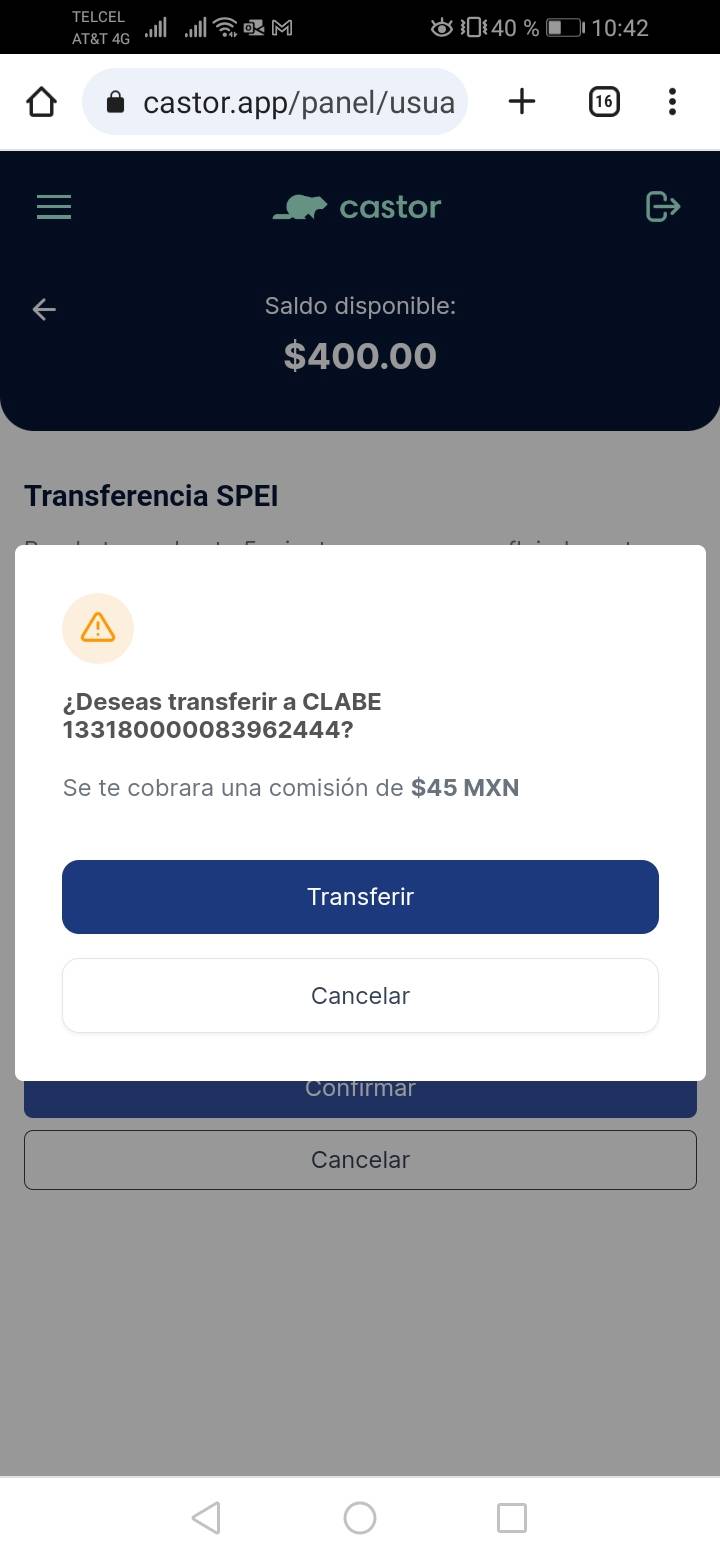 TELCEL
AT&T 4G
40 % 10:42
castor.app/panel/usua
16
castor
Saldo disponible:
$400.00
Transferencia SPEI
¿Deseas transferir a CLABE
133180000083962444?
Se te cobrara una comisión de $45 MXN
Transferir
Cancelar
Confirmar
Cancelar